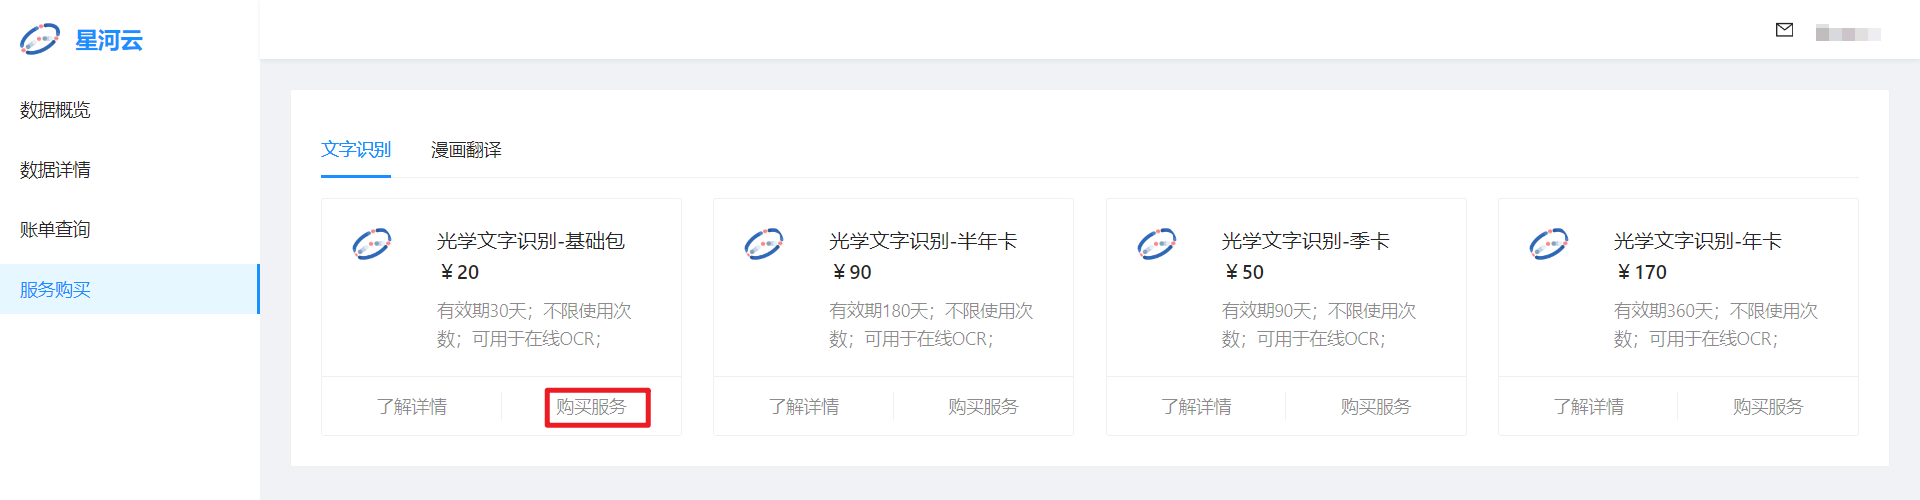 星河云
数据概览
数据详情
账单查询
服务购买
文字识别
漫画翻译
光学文字识别-基础包
¥20
有效期30天；不限使用次
数；可用于在线OCR；
了解详情
购买服务
光学文字识别-半年卡
¥90
有效期180天；不限使用次
数；可用于在线OCR；
了解详情
购买服务
光学文字识别-季卡
¥50
有效期90天；不限使用次
数；可用于在线OCR；
了解详情
购买服务
光学文字识别-年卡
¥170
有效期360天；不限使用次
数；可用于在线OCR；
了解详情
购买服务